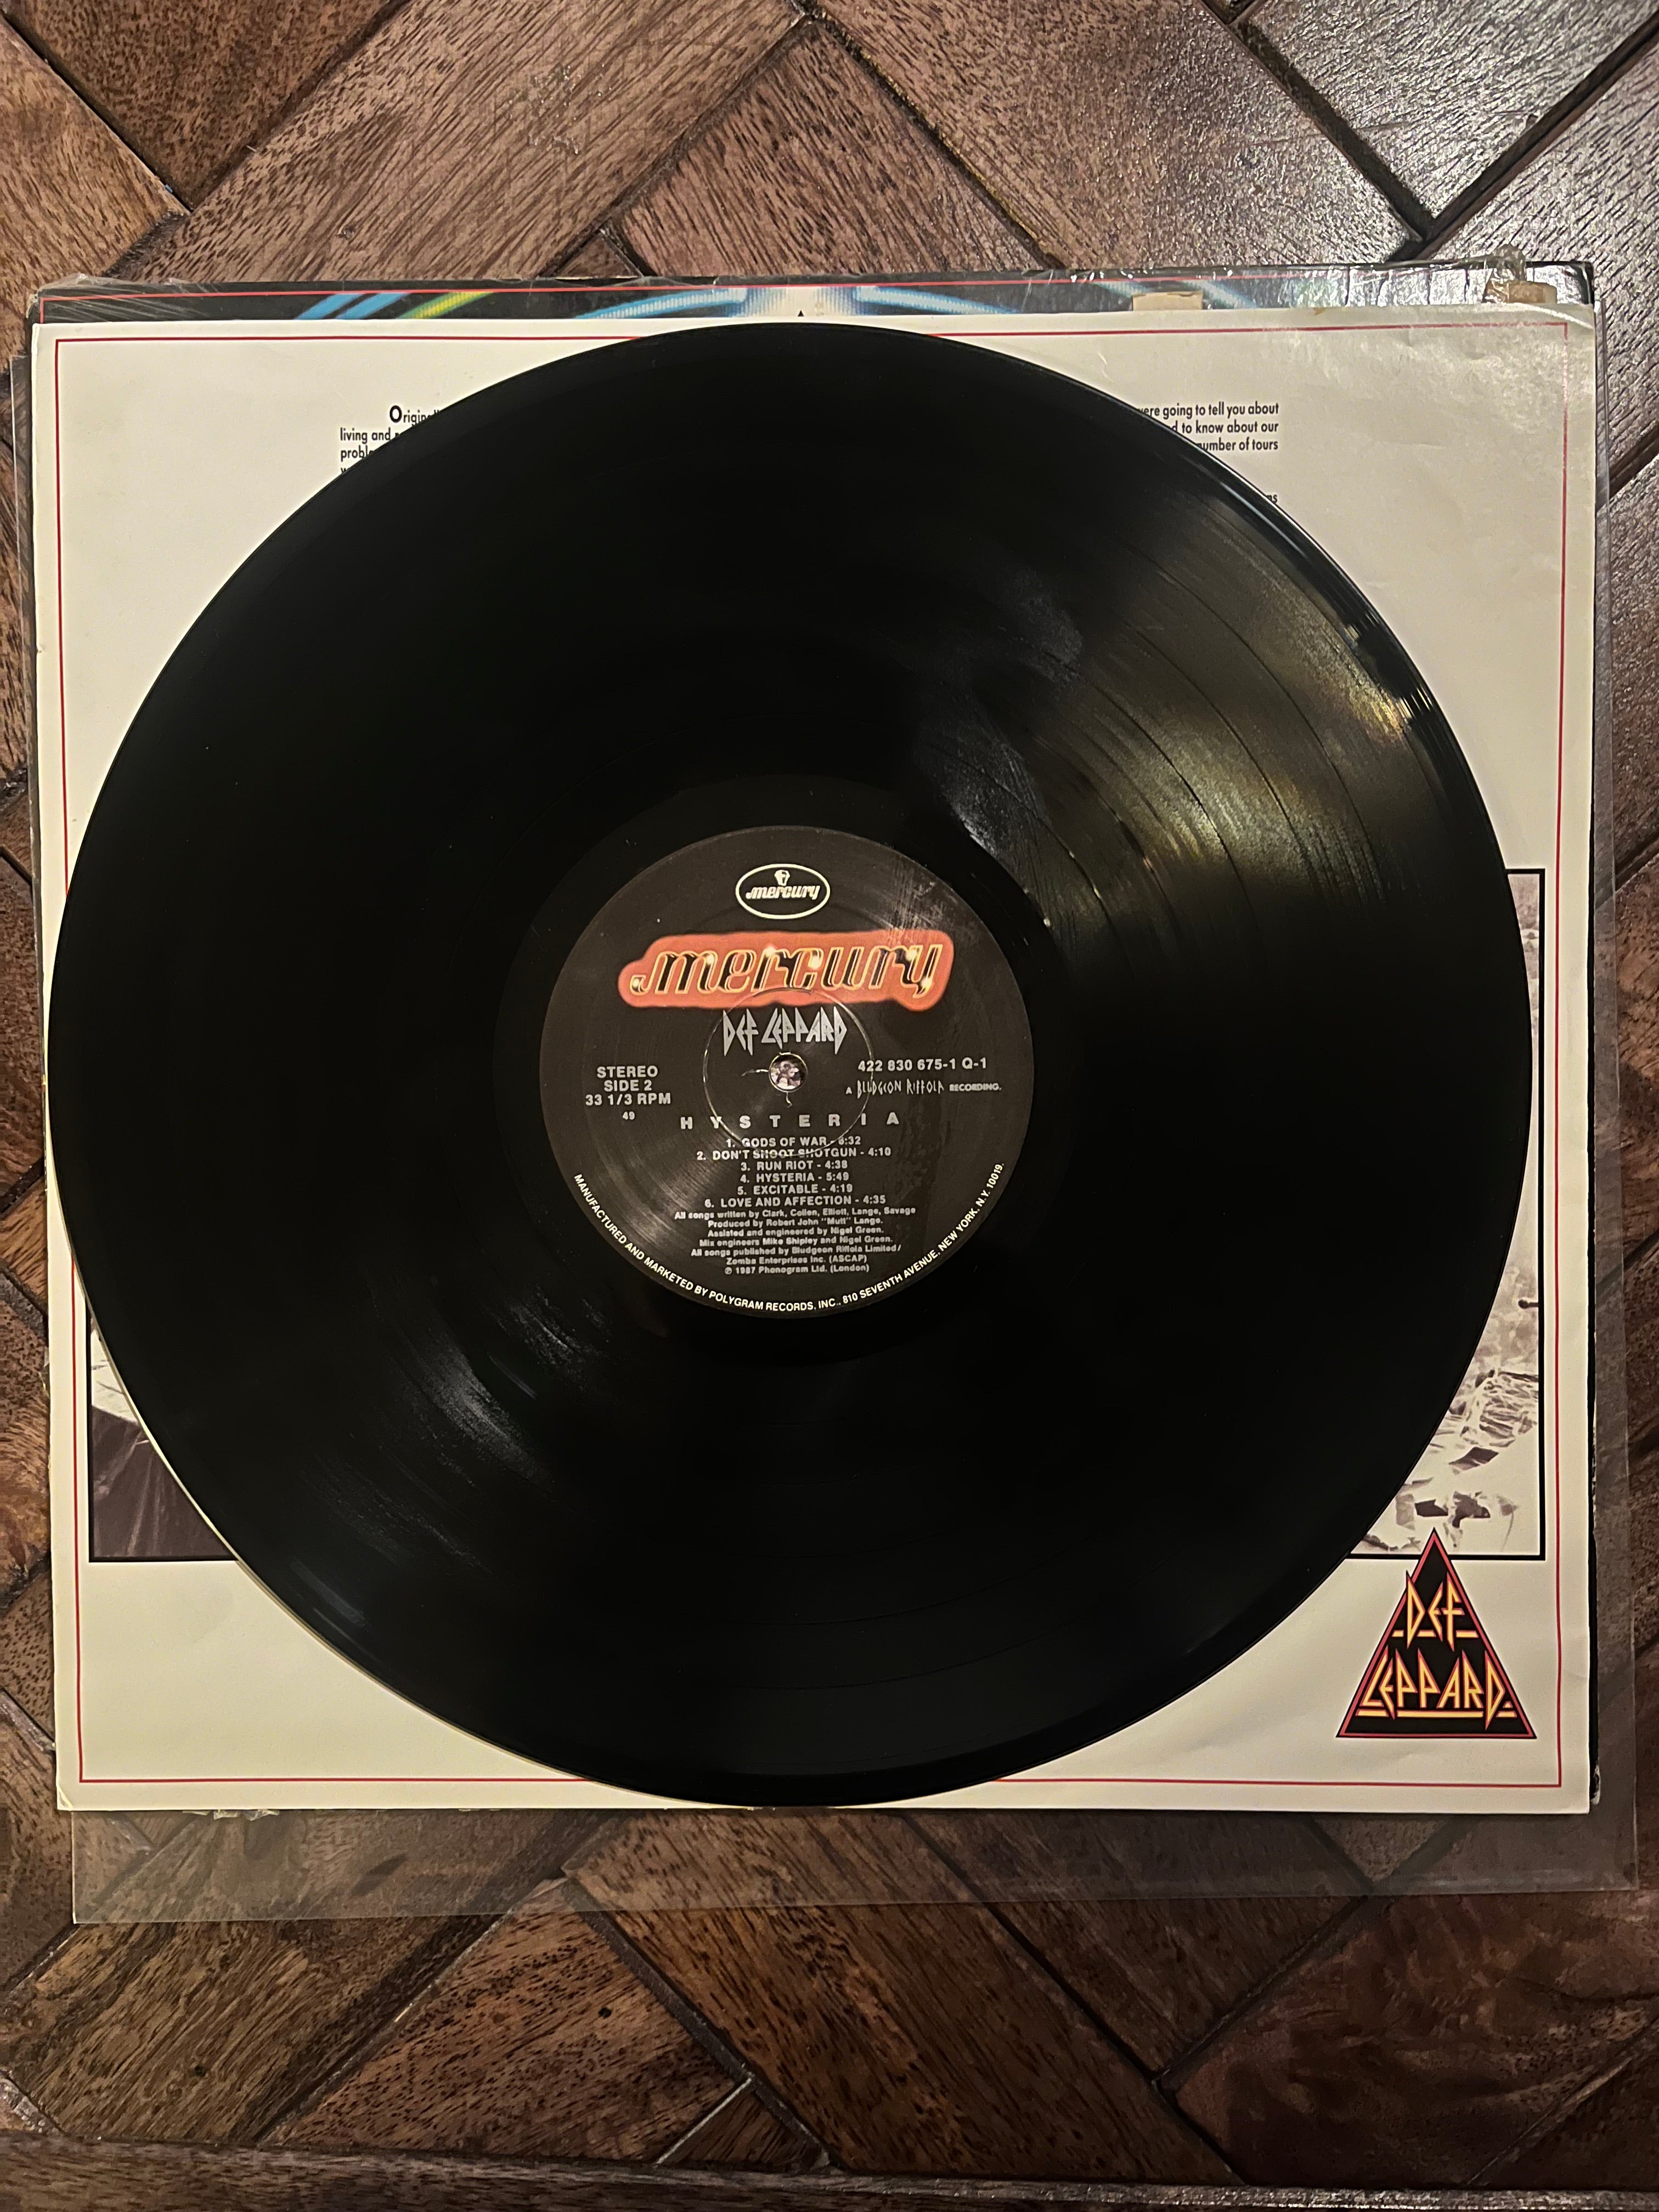 Origin
were going to tell you about
living and
d to know about our
probl
number of tours
mercury
mercury
DEF LEPPARD
STEREO
SIDE 2
33 1/3 RPM
49
422 830 675-1 Q-1
A BLUDGEON RIFFOLA RECORDING.
HYSTERIA
1. GODS OF WAR - 6:32
2. DON'T SHOOT SHOTGUN - 4:10
3. RUN RIOT - 4:38
4. HYSTERIA - 5:49
5. EXCITABLE - 4:19
6. LOVE AND AFFECTION - 4:35
All songs written by Clark, Collen, Elliott, Lange, Savage
Produced by Robert John "Mutt" Lange.
Assisted and engineered by Nigel Green.
Mix engineers Mike Shipley and Nigel Green.
All songs published by Bludgeon Riffola Limited/
Zomba Enterprises Inc. (ASCAP)
℗ 1987 Phonogram Ltd. (London)
MANUFACTURED AND MARKETED BY POLYGRAM RECORDS, INC., 810 SEVENTH AVENUE, NEW YORK, N.Y. 10019.
DEF
LEPPARD